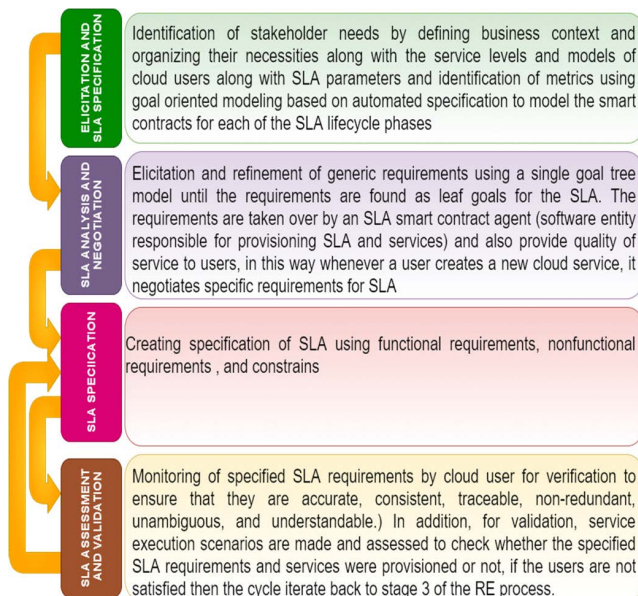 ELICITATION AND
SLA SPECIFICATION
Identification of stakeholder needs by defining business context and
organizing their necessities along with the service levels and models of
cloud users along with SLA parameters and identification of metrics using
goal oriented modeling based on automated specification to model the smart
contracts for each of the SLA lifecycle phases
SLA ANALYSIS AND
NEGOTIATION
Elicitation and refinement of generic requirements using a single goal tree
model until the requirements are found as leaf goals for the SLA. The
requirements are taken over by an SLA smart contract agent (software entity
responsible for provisioning SLA and services) and also provide quality of
service to users, in this way whenever a user creates a new cloud service, it
negotiates specific requirements for SLA
SLA SPECIICATION
Creating specification of SLA using functional requirements, nonfunctional
requirements , and constrains
SLA ASSESSMENT
AND VALIDATION
Monitoring of specified SLA requirements by cloud user for verification to
ensure that they are accurate, consistent, traceable, non-redundant,
unambiguous, and understandable.) In addition, for validation, service
execution scenarios are made and assessed to check whether the specified
SLA requirements and services were provisioned or not, if the users are not
satisfied then the cycle iterate back to stage 3 of the RE process.